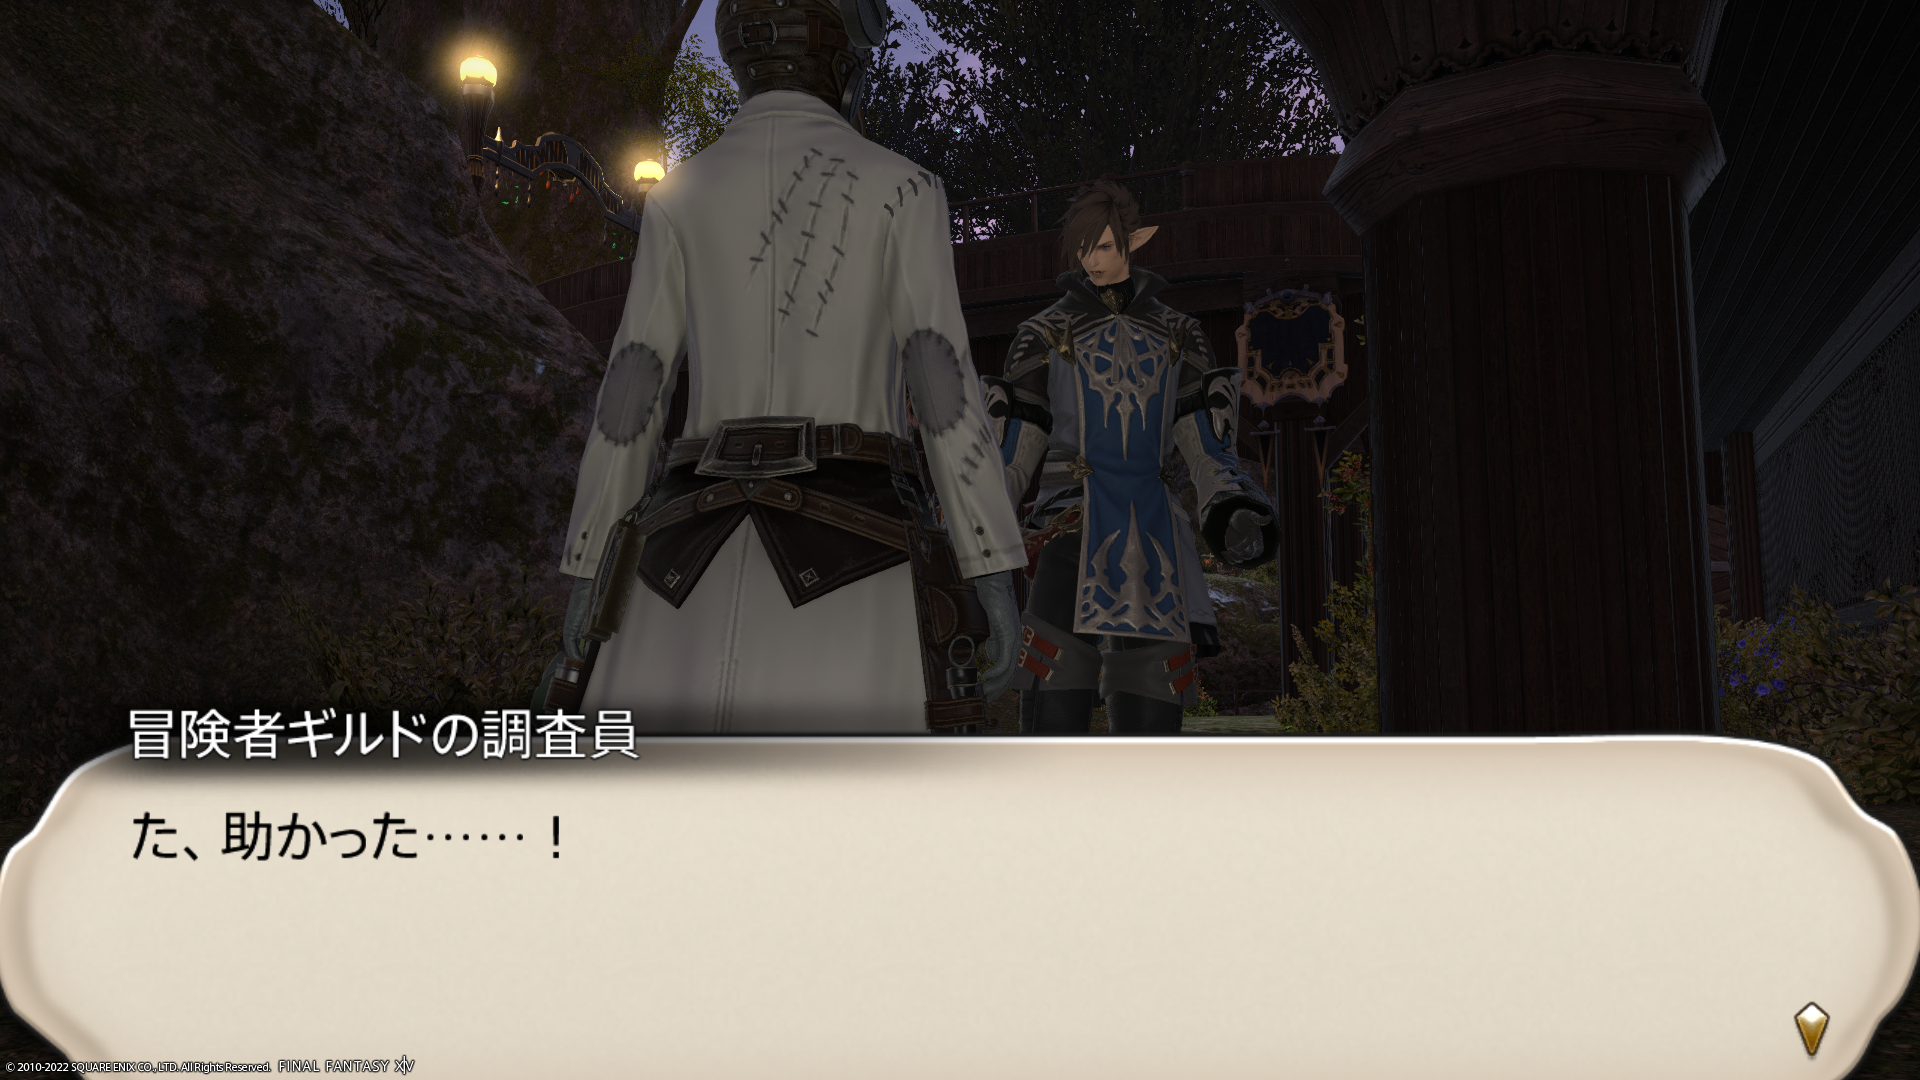 冒険者ギルドの調査員
た、助かった……！
© 2010-2022 SQUARE ENIX CO., LTD. All Rights Reserved. FINAL FANTASY XIV